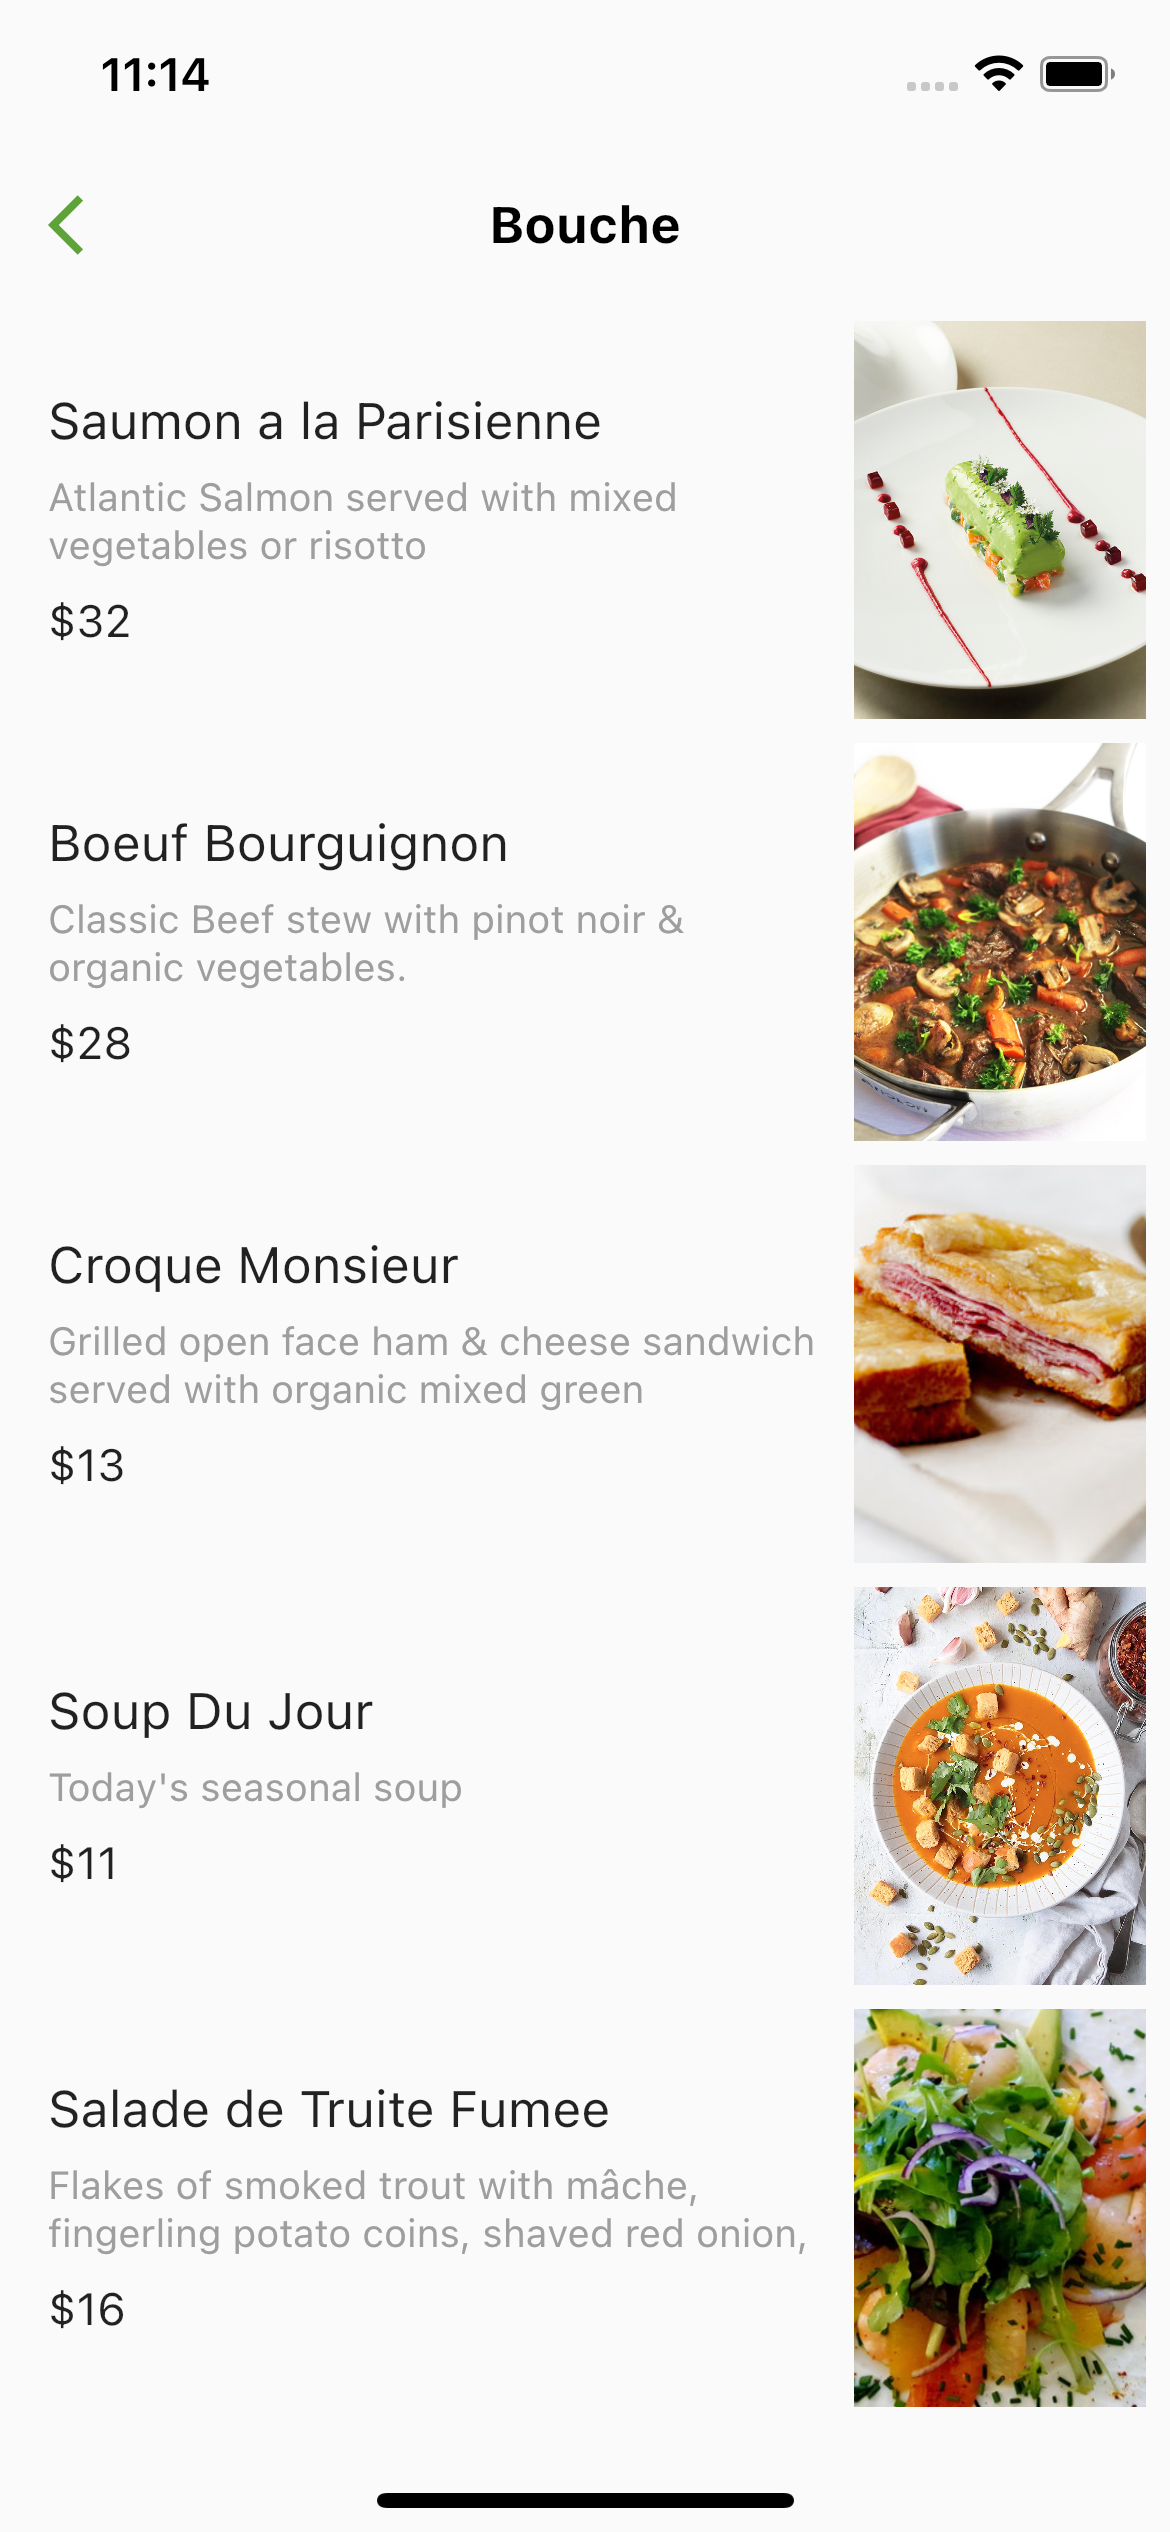 11:14
Bouche
Saumon a la Parisienne
Atlantic Salmon served with mixed
vegetables or risotto
$32
Boeuf Bourguignon
Classic Beef stew with pinot noir &
organic vegetables.
$28
Croque Monsieur
Grilled open face ham & cheese sandwich
served with organic mixed green
$13
Soup Du Jour
Today's seasonal soup
$11
Salade de Truite Fumee
Flakes of smoked trout with mâche,
fingerling potato coins, shaved red onion,
$16